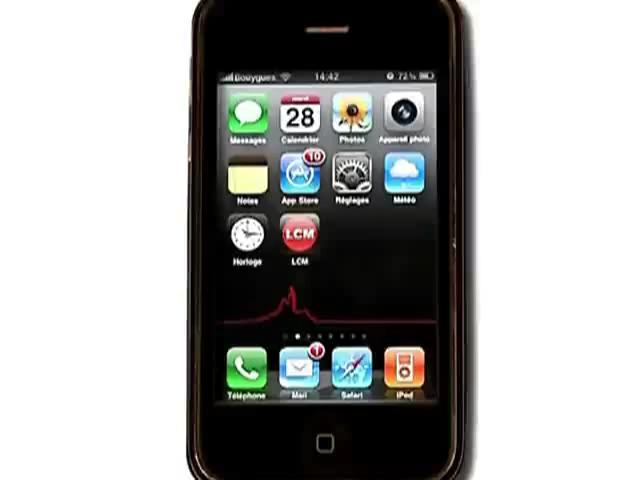 Bouygues 14:42 72 %
28
Messages Calendrier Photos Appareil photo
10
Notes App Store Réglages Météo
LCM
Horloge LCM
1
Téléphone Mail Safari iPod